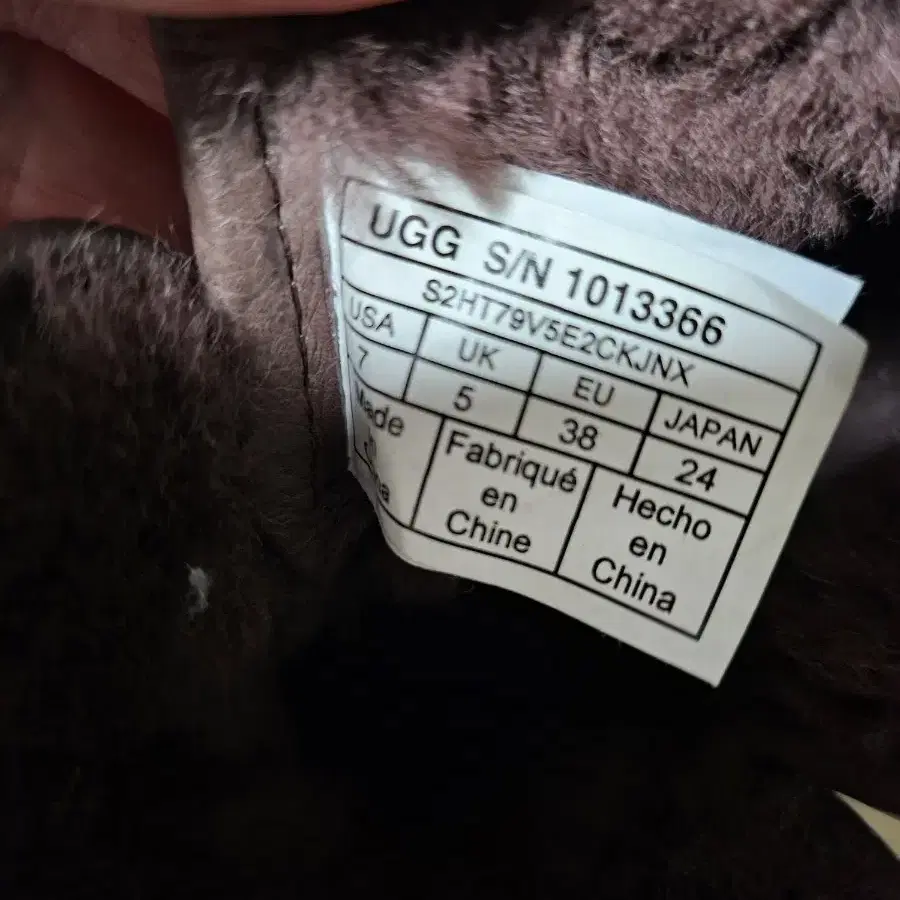 UGG S/N 1013366
S2HT79V5E2CKJNX
USA UK EU JAPAN
7 5 38 24
Made
Fabriqué
en
Chine
Hecho
en
China